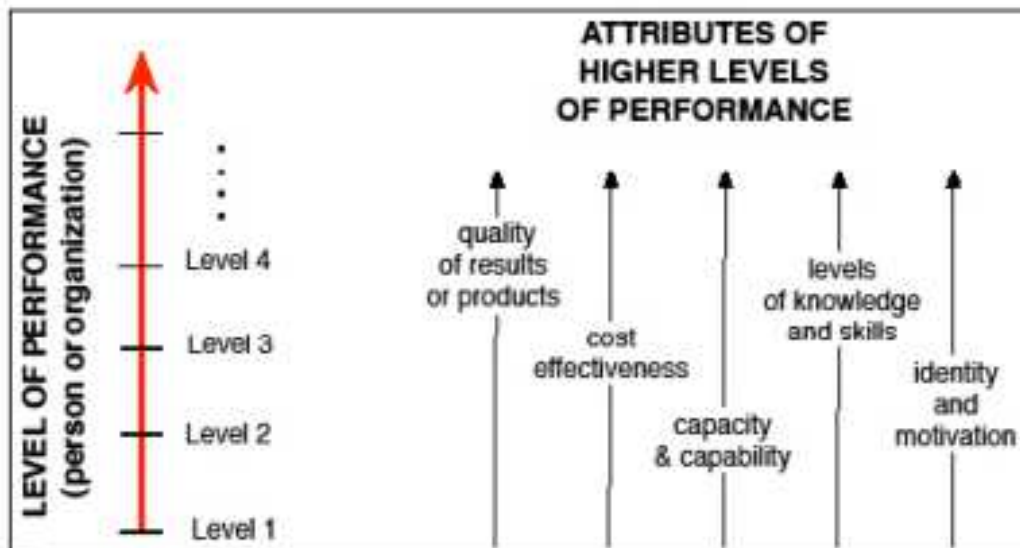 ATTRIBUTES OF
HIGHER LEVELS
OF PERFORMANCE
LEVEL OF PERFORMANCE
(person or organization)
Level 4
Level 3
Level 2
Level 1
quality
of results
or products
cost
effectiveness
capacity
& capability
levels
of knowledge
and skills
identity
and
motivation